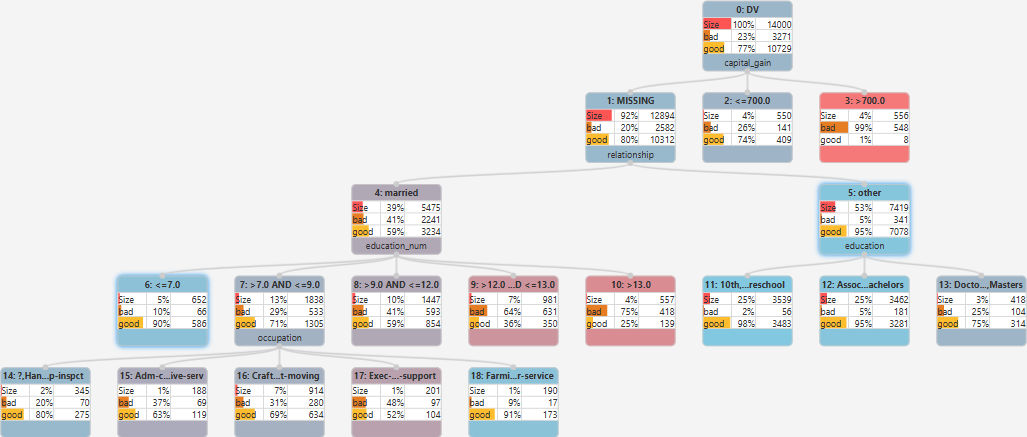 0: DV
Size 100% 14000
bad 23% 3271
good 77% 10729
capital_gain
1: MISSING
Size 92% 12894
bad 20% 2582
good 80% 10312
relationship
2: <=700.0
Size 4% 550
bad 26% 141
good 74% 409
3: >700.0
Size 4% 556
bad 99% 548
good 1% 8
4: married
Size 39% 5475
bad 41% 2241
good 59% 3234
education_num
5: other
Size 53% 7419
bad 5% 341
good 95% 7078
education
6: <=7.0
Size 5% 652
bad 10% 66
good 90% 586
7: >7.0 AND <=9.0
Size 13% 1838
bad 29% 533
good 71% 1305
occupation
8: >9.0 AND <=12.0
Size 10% 1447
bad 41% 593
good 59% 854
9: >12.0 ...D <=13.0
Size 7% 981
bad 64% 631
good 36% 350
10: >13.0
Size 4% 557
bad 75% 418
good 25% 139
11: 10th,...reschool
Size 25% 3539
bad 2% 56
good 98% 3483
12: Assoc...achelors
Size 25% 3462
bad 5% 181
good 95% 3281
13: Docto...,Masters
Size 3% 418
bad 25% 104
good 75% 314
14: ?,Han...p-inspct
Size 2% 345
bad 20% 70
good 80% 275
15: Adm-c...ive-serv
Size 1% 188
bad 37% 69
good 63% 119
16: Craft...t-moving
Size 7% 914
bad 31% 280
good 69% 634
17: Exec-...-support
Size 1% 201
bad 48% 97
good 52% 104
18: Farmi...r-service
Size 1% 190
bad 9% 17
good 91% 173